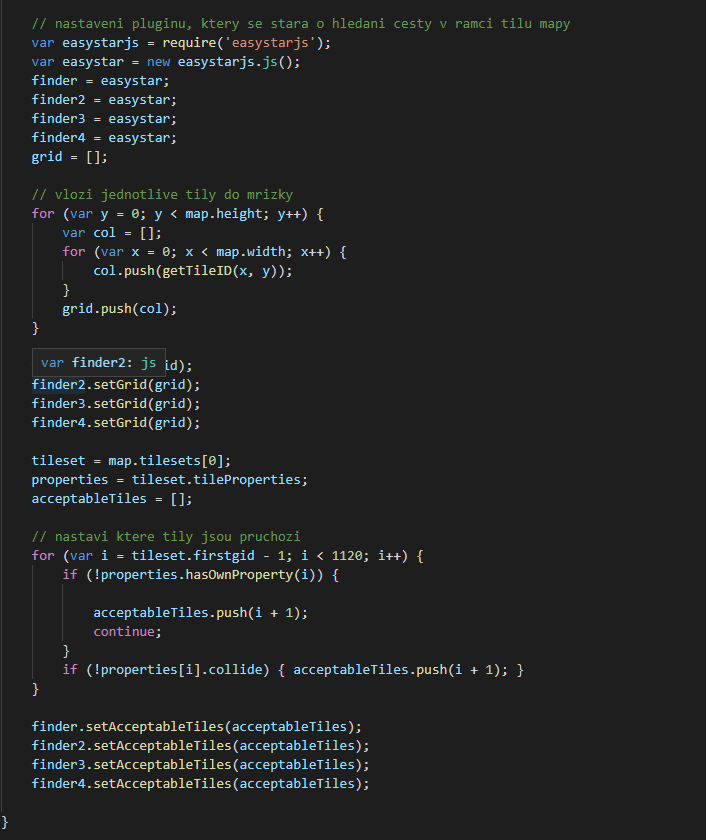 // nastaveni pluginu, ktery se stara o hledani cesty v ramci tilu mapy
var easystarjs = require('easystarjs');
var easystar = new easystarjs.js();
finder = easystar;
finder2 = easystar;
finder3 = easystar;
finder4 = easystar;
grid = [];
// vlozi jednotlive tily do mrizky
for (var y = 0; y < map.height; y++) {
var col = [];
for (var x = 0; x < map.width; x++) {
col.push(getTileID(x, y));
}
grid.push(col);
}
var finder2: js id);
finder2.setGrid(grid);
finder3.setGrid(grid);
finder4.setGrid(grid);
tileset = map.tilesets[0];
properties = tileset.tileProperties;
acceptableTiles = [];
// nastavi ktere tily jsou pruchozi
for (var i = tileset.firstgid - 1; i < 1120; i++) {
if (!properties.hasOwnProperty(i)) {
acceptableTiles.push(i + 1);
continue;
}
if (!properties[i].collide) { acceptableTiles.push(i + 1); }
}
finder.setAcceptableTiles(acceptableTiles);
finder2.setAcceptableTiles(acceptableTiles);
finder3.setAcceptableTiles(acceptableTiles);
finder4.setAcceptableTiles(acceptableTiles);
}